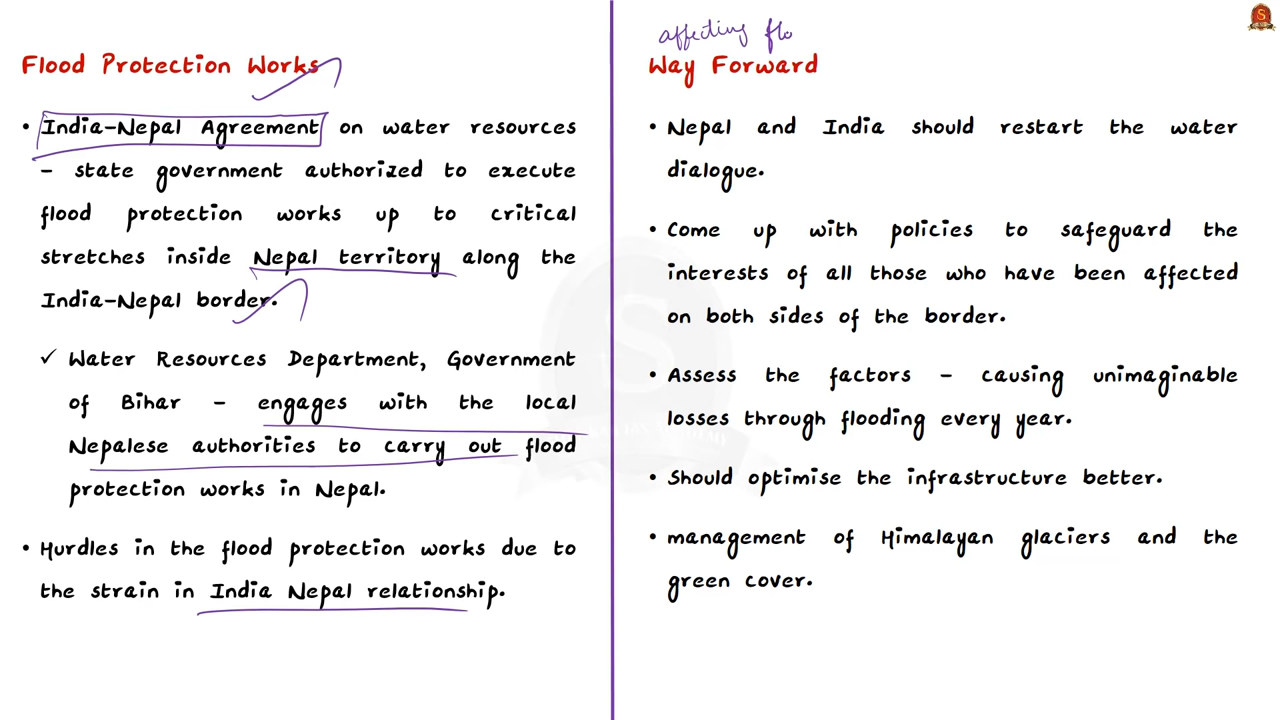 Flood Protection Works
• India-Nepal Agreement on water resources
- state government authorized to execute
flood protection works up to critical
stretches inside Nepal territory along the
India-Nepal border.
✓ Water Resources Department, Government
of Bihar - engages with the local
Nepalese authorities to carry out flood
protection works in Nepal.
• Hurdles in the flood protection works due to
the strain in India Nepal relationship.
affecting flo
Way Forward
• Nepal and India should restart the water
dialogue.
• Come up with policies to safeguard the
interests of all those who have been affected
on both sides of the border.
• Assess the factors - causing unimaginable
losses through flooding every year.
• Should optimise the infrastructure better.
• management of Himalayan glaciers and the
green cover.